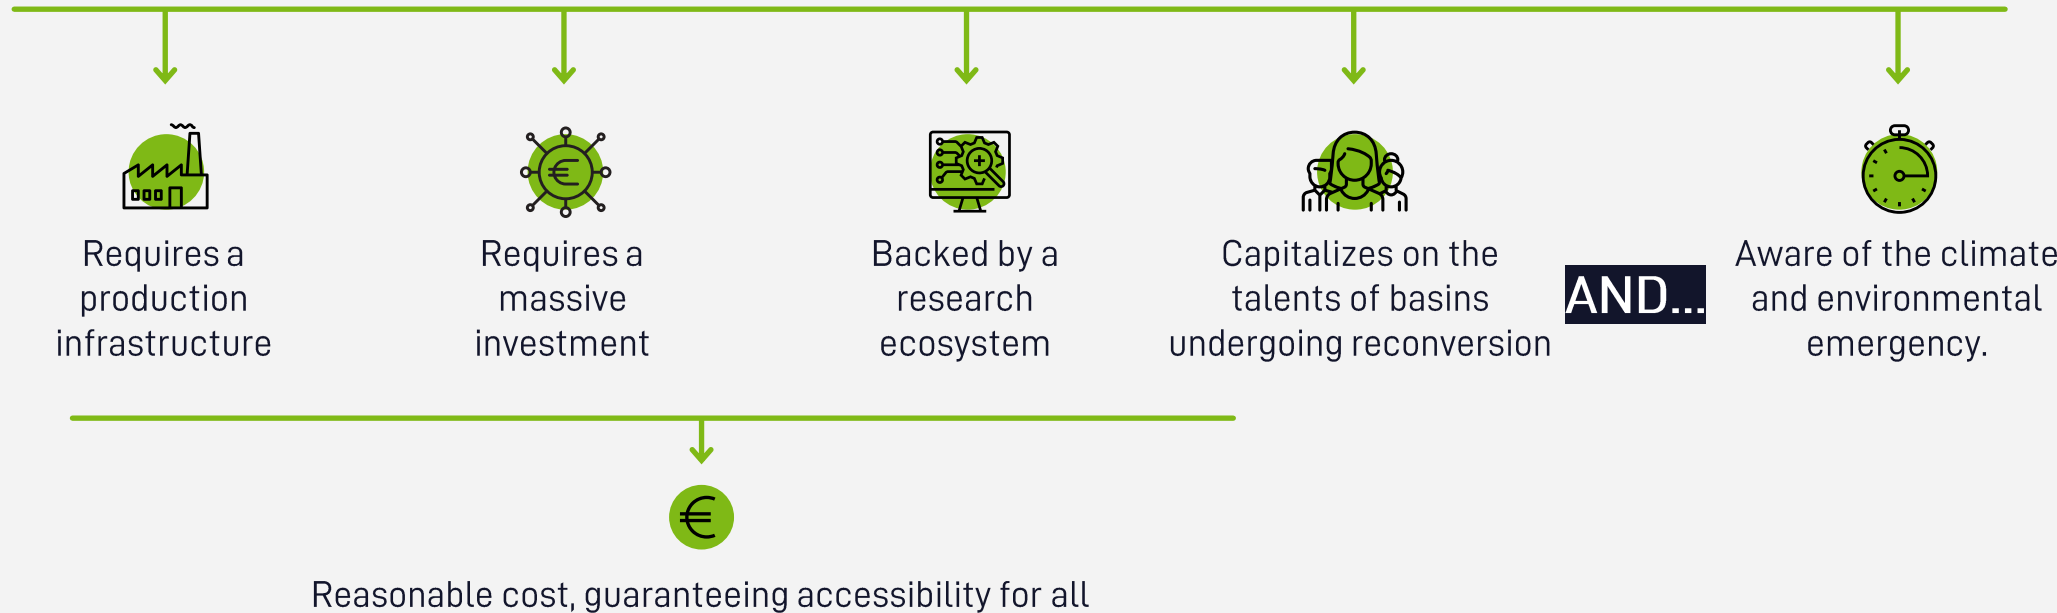 Requires a
production
infrastructure
Requires a
massive
investment
Backed by a
research
ecosystem
Capitalizes on the
talents of basins
undergoing reconversion
AND...
Aware of the climate
and environmental
emergency.
€
Reasonable cost, guaranteeing accessibility for all